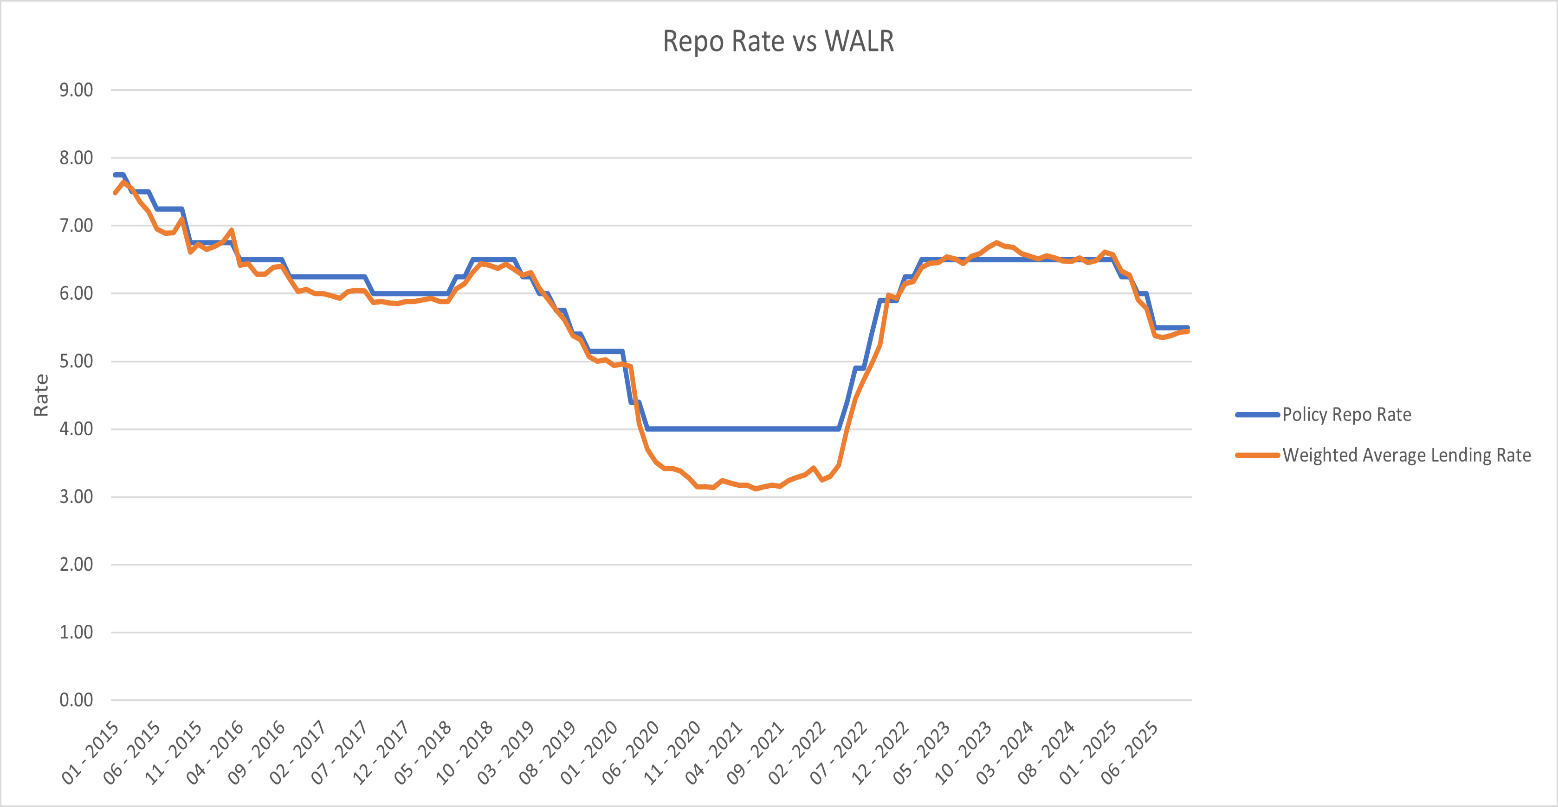 Repo Rate vs WALR
9.00
8.00
7.00
6.00
5.00
4.00
3.00
2.00
1.00
0.00
Rate
01 - 2015
06 - 2015
11 - 2015
04 - 2016
09 - 2016
02 - 2017
07 - 2017
12 - 2017
05 - 2018
10 - 2018
03 - 2019
08 - 2019
01 - 2020
06 - 2020
11 - 2020
04 - 2021
09 - 2021
02 - 2022
07 - 2022
12 - 2022
05 - 2023
10 - 2023
03 - 2024
08 - 2024
01 - 2025
06 - 2025
Policy Repo Rate
Weighted Average Lending Rate